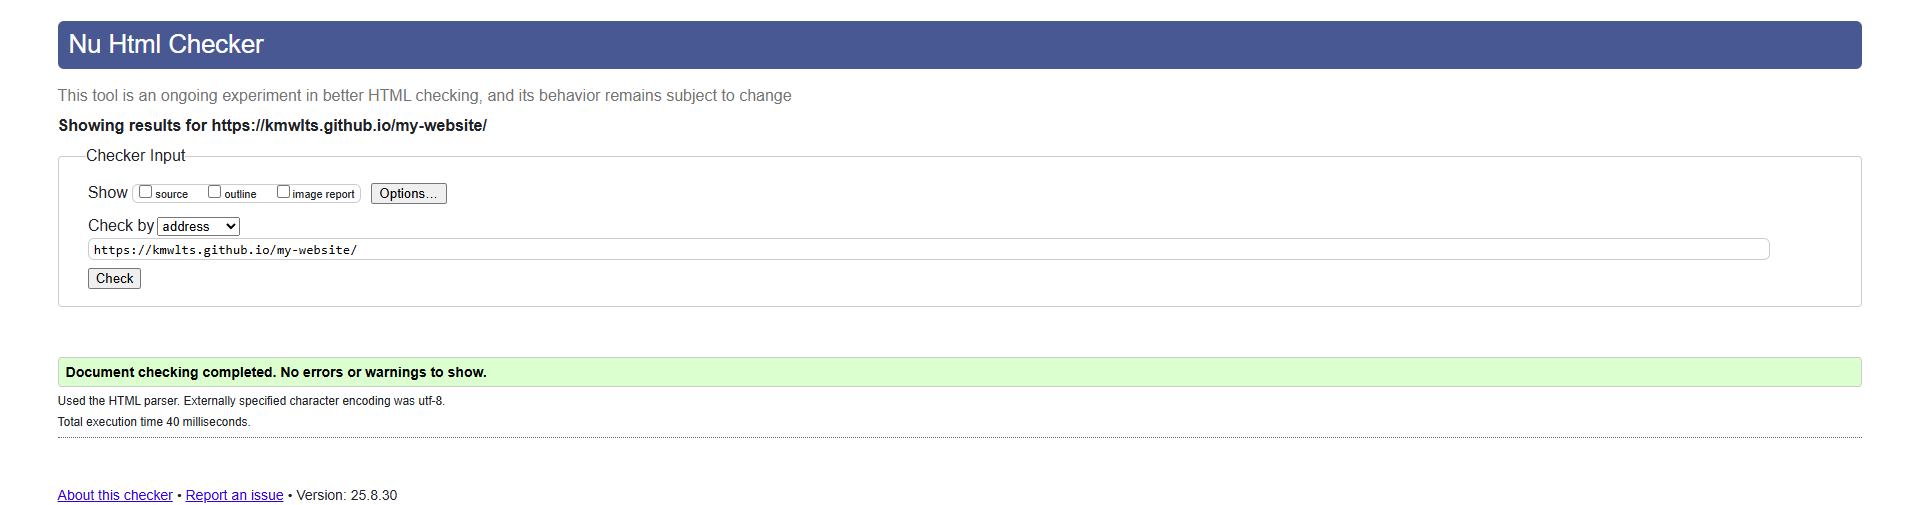 Nu Html Checker
This tool is an ongoing experiment in better HTML checking, and its behavior remains subject to change
Showing results for https://kmwlts.github.io/my-website/
Checker Input
Show source outline image report Options...
Check by address
https://kmwlts.github.io/my-website/
Check
Document checking completed. No errors or warnings to show.
Used the HTML parser. Externally specified character encoding was utf-8.
Total execution time 40 milliseconds.
About this checker • Report an issue • Version: 25.8.30